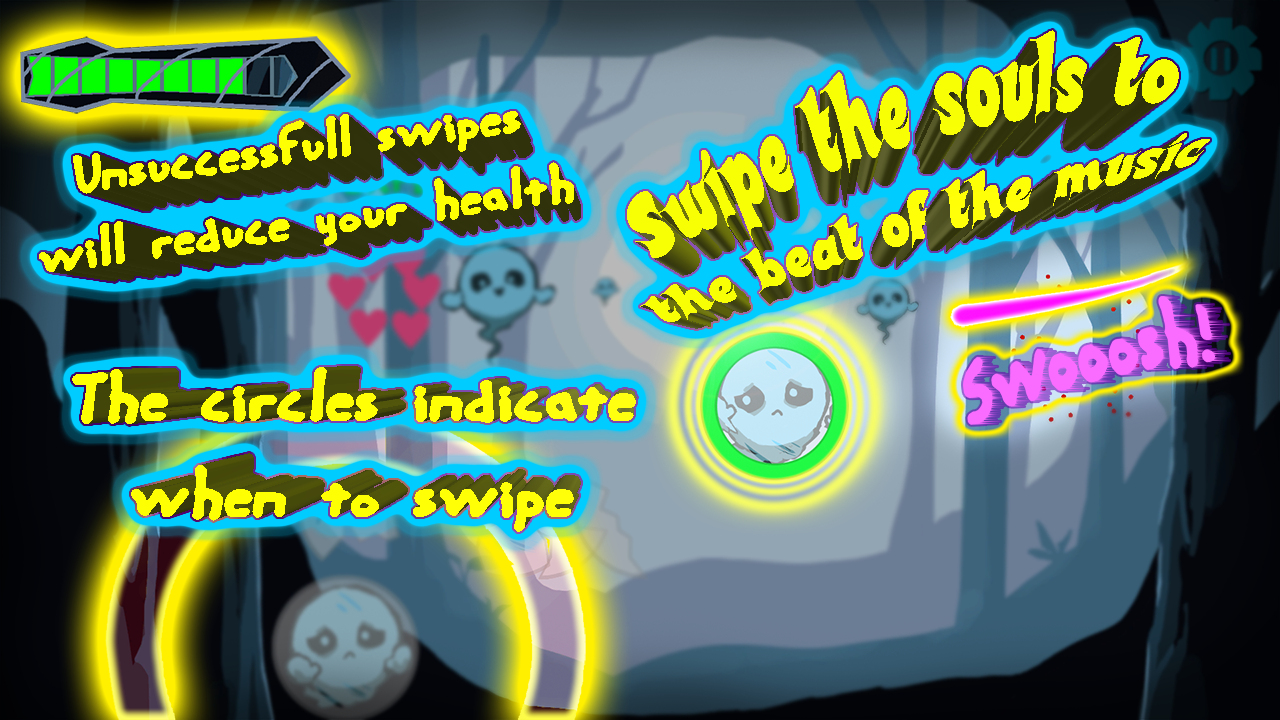 Unsuccessfull swipes
will reduce your health
Swipe the souls to
the beat of the music
Swooosh!
The circles indicate
when to swipe